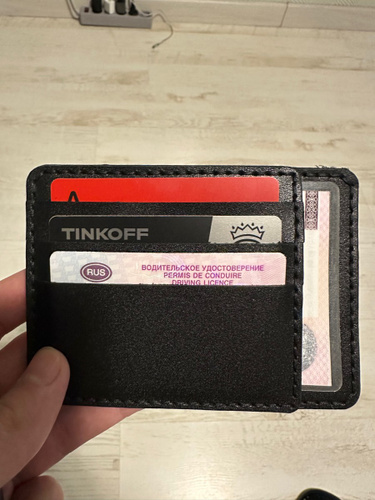 A
TINKOFF
RUS
ВОДИТЕЛЬСКОЕ УДОСТОВЕРЕНИЕ
PERMIS DE CONDUIRE
DRIVING LICENCE